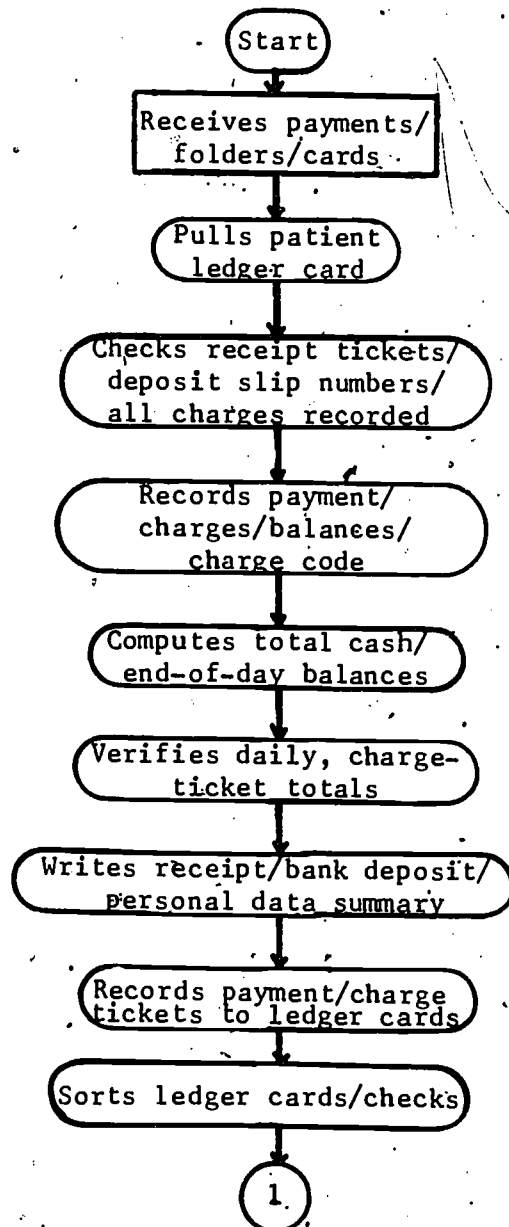 Start
Receives payments/
folders/cards
Pulls patient
ledger card
Checks receipt tickets/
deposit slip numbers/
all charges recorded
Records payment/
charges/balances/
charge code
Computes total cash/
end-of-day balances
Verifies daily, charge-
ticket totals
Writes receipt/bank deposit/
personal data summary
Records payment/charge
tickets to ledger cards
Sorts ledger cards/checks
1